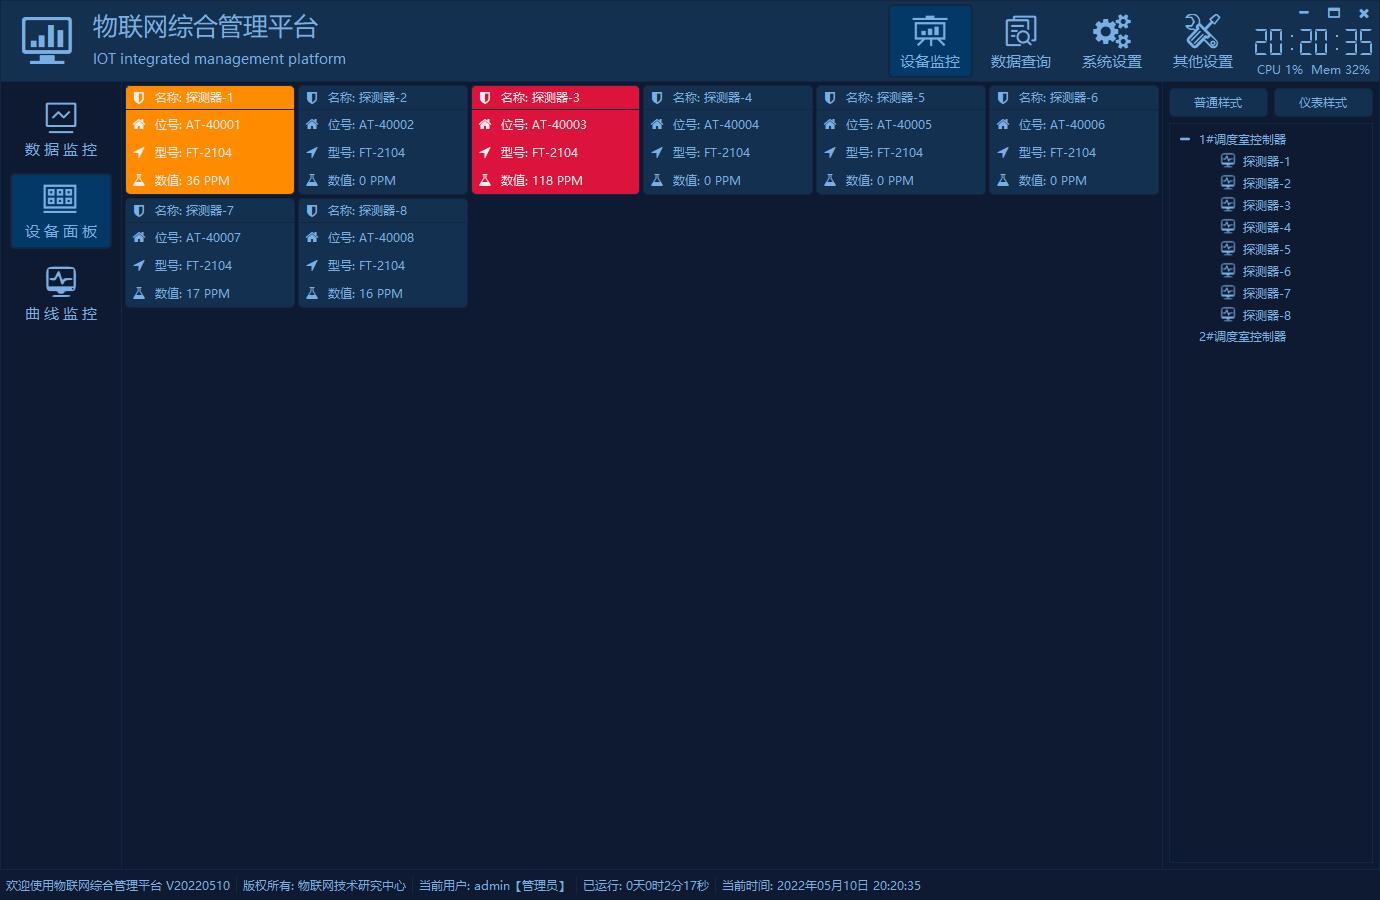 物联网综合管理平台
IOT integrated management platform
设备监控
数据查询
系统设置
其他设置
20:20:35
CPU 1% Mem 32%
数据监控
设备面板
曲线监控
名称: 探测器-1
位号: AT-40001
型号: FT-2104
数值: 36 PPM
名称: 探测器-2
位号: AT-40002
型号: FT-2104
数值: 0 PPM
名称: 探测器-3
位号: AT-40003
型号: FT-2104
数值: 118 PPM
名称: 探测器-4
位号: AT-40004
型号: FT-2104
数值: 0 PPM
名称: 探测器-5
位号: AT-40005
型号: FT-2104
数值: 0 PPM
名称: 探测器-6
位号: AT-40006
型号: FT-2104
数值: 0 PPM
名称: 探测器-7
位号: AT-40007
型号: FT-2104
数值: 17 PPM
名称: 探测器-8
位号: AT-40008
型号: FT-2104
数值: 16 PPM
普通样式
仪表样式
1#调度室控制器
探测器-1
探测器-2
探测器-3
探测器-4
探测器-5
探测器-6
探测器-7
探测器-8
2#调度室控制器
欢迎使用物联网综合管理平台 V20220510
版权所有: 物联网技术研究中心
当前用户: admin【管理员】
已运行: 0天0时2分17秒
当前时间: 2022年05月10日 20:20:35